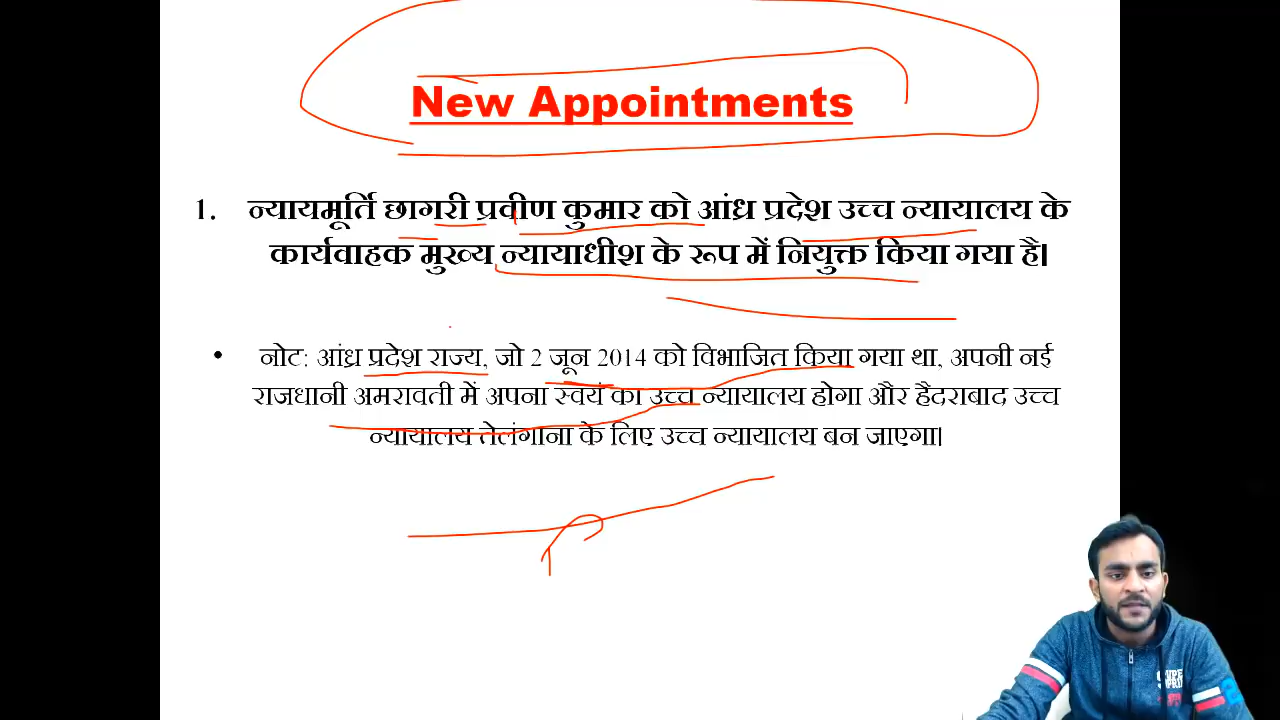 New Appointments
1. न्यायमूर्ति छागरी प्रवीण कुमार को आंध्र प्रदेश उच्च न्यायालय के
कार्यवाहक मुख्य न्यायाधीश के रूप में नियुक्त किया गया है।
• नोट: आंध्र प्रदेश राज्य, जो 2 जून 2014 को विभाजित किया गया था, अपनी नई
राजधानी अमरावती में अपना स्वयं का उच्च न्यायालय होगा और हैदराबाद उच्च
न्यायालय तेलंगाना के लिए उच्च न्यायालय बन जाएगा।